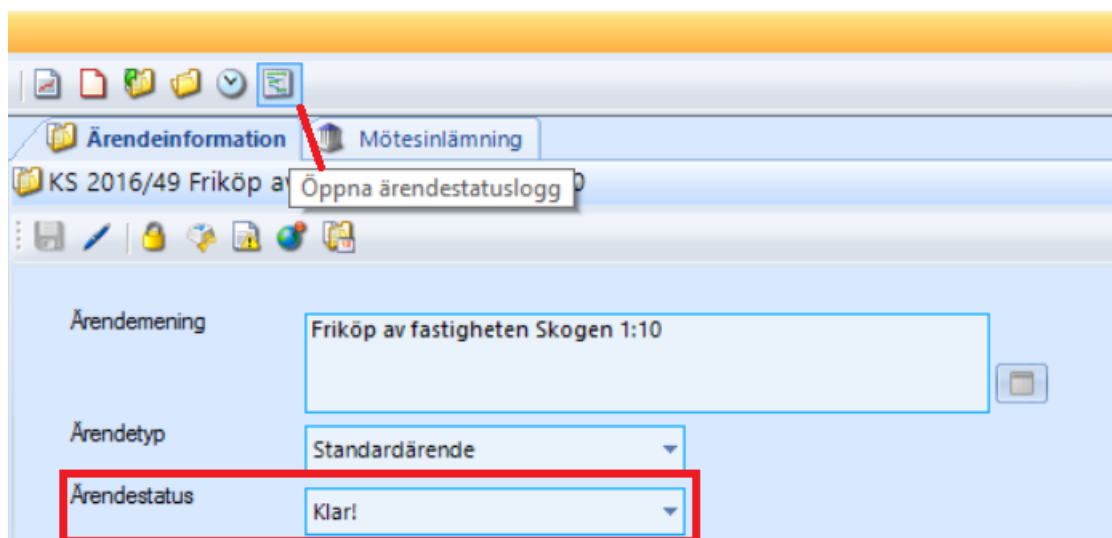 Ärendeinformation
Mötesinlämning
KS 2016/49 Friköp a
Öppna ärendestatuslogg
Ärendemening
Friköp av fastigheten Skogen 1:10
Ärendetyp
Standardärende
Ärendestatus
Klar!